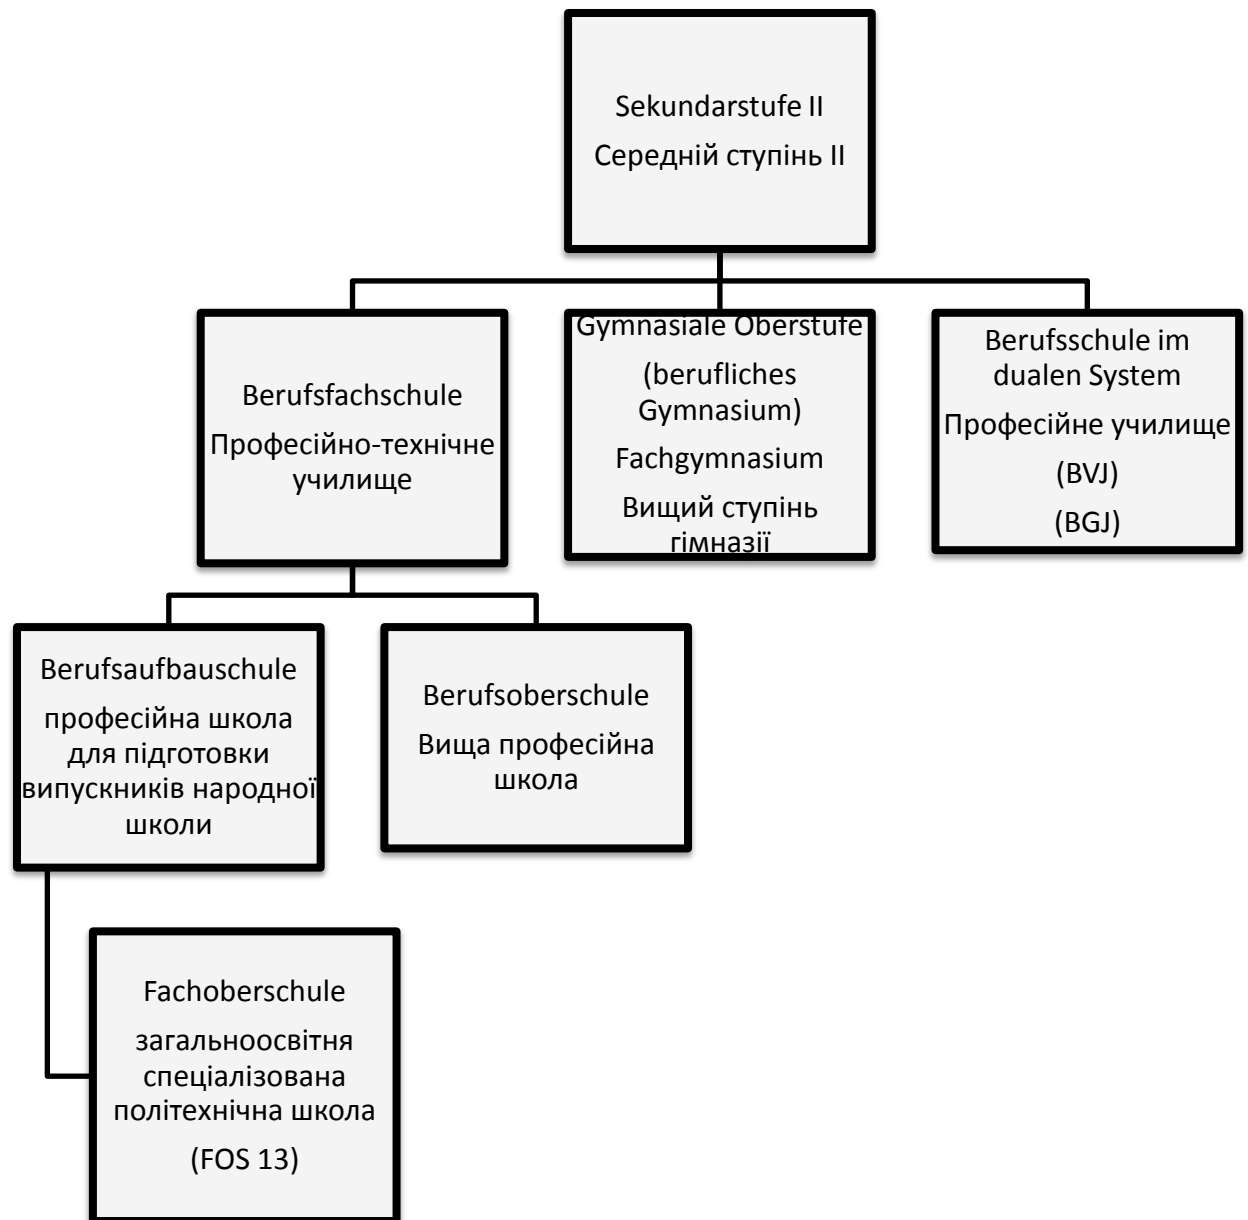 Sekundarstufe II
Середній ступінь II
Berufsfachschule
Професійно-технічне
училище
Gymnasiale Oberstufe
(berufliches
Gymnasium)
Fachgymnasium
Вищий ступінь
гімназії
Berufsschule im
dualen System
Професійне училище
(BVJ)
(BGJ)
Berufsaufbauschule
професійна школа
для підготовки
випускників народної
школи
Berufsoberschule
Вища професійна
школа
Fachoberschule
загальноосвітня
спеціалізована
політехнічна школа
(FOS 13)